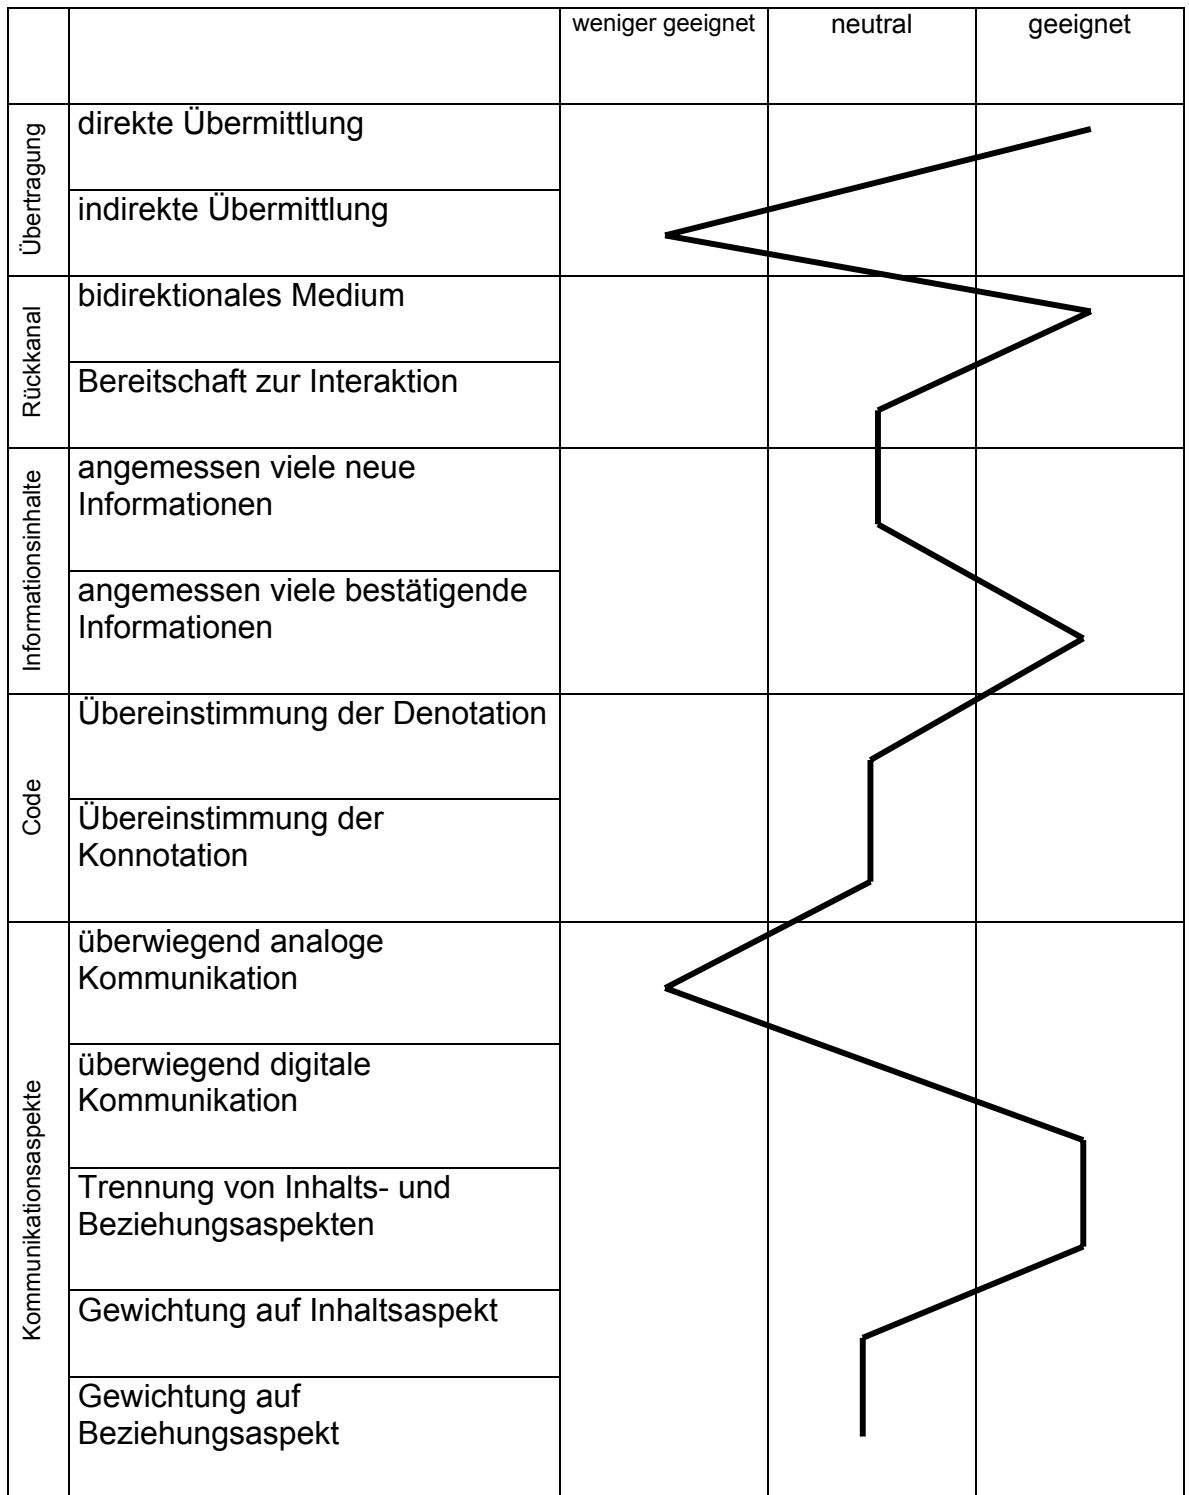 weniger geeignet neutral geeignet
Übertragung
direkte Übermittlung
indirekte Übermittlung
Rückkanal
bidirektionales Medium
Bereitschaft zur Interaktion
Informationsinhalte
angemessen viele neue
Informationen
angemessen viele bestätigende
Informationen
Code
Übereinstimmung der Denotation
Übereinstimmung der
Konnotation
Kommunikationsaspekte
überwiegend analoge
Kommunikation
überwiegend digitale
Kommunikation
Trennung von Inhalts- und
Beziehungsaspekten
Gewichtung auf Inhaltsaspekt
Gewichtung auf
Beziehungsaspekt